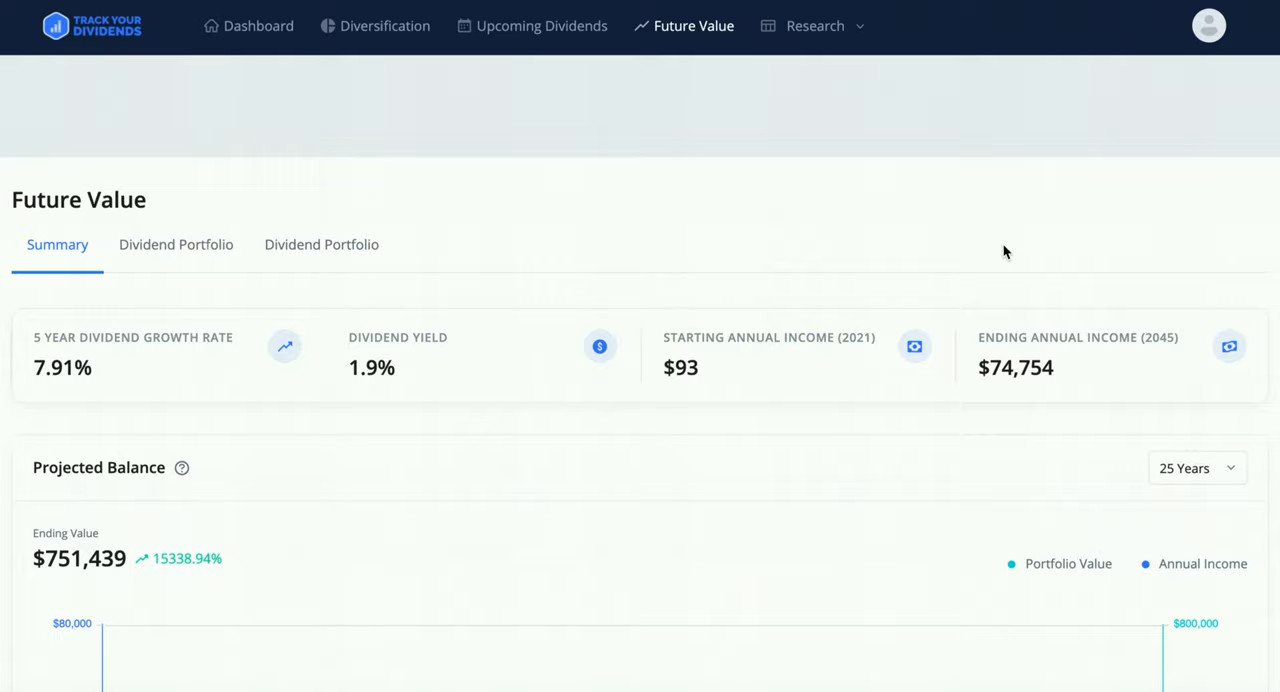 TRACK YOUR
DIVIDENDS
Dashboard
Diversification
Upcoming Dividends
Future Value
Research
Future Value
Summary
Dividend Portfolio
Dividend Portfolio
5 YEAR DIVIDEND GROWTH RATE
7.91%
DIVIDEND YIELD
1.9%
STARTING ANNUAL INCOME (2021)
$93
ENDING ANNUAL INCOME (2045)
$74,754
Projected Balance
25 Years
Ending Value
$751,439 15338.94%
Portfolio Value
Annual Income
$80,000
$800,000